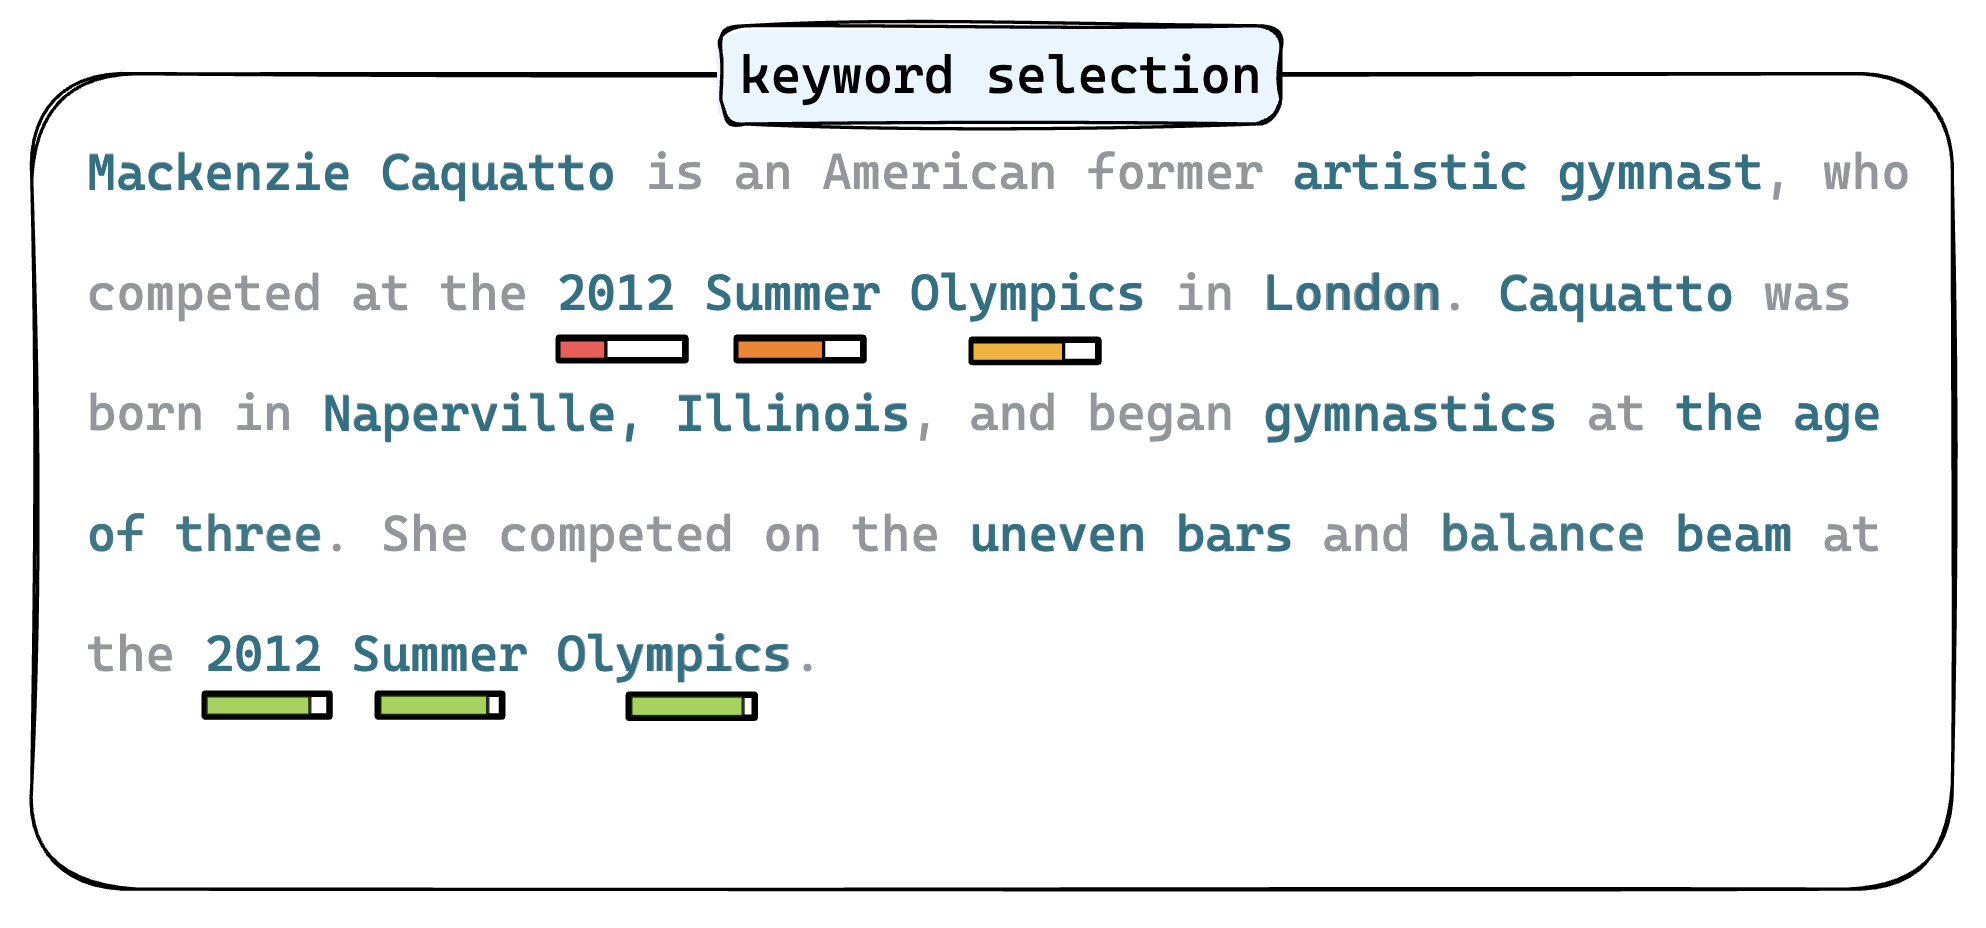 keyword selection
Mackenzie Caquatto is an American former artistic gymnast, who
competed at the 2012 Summer Olympics in London. Caquatto was
born in Naperville, Illinois, and began gymnastics at the age
of three. She competed on the uneven bars and balance beam at
the 2012 Summer Olympics.